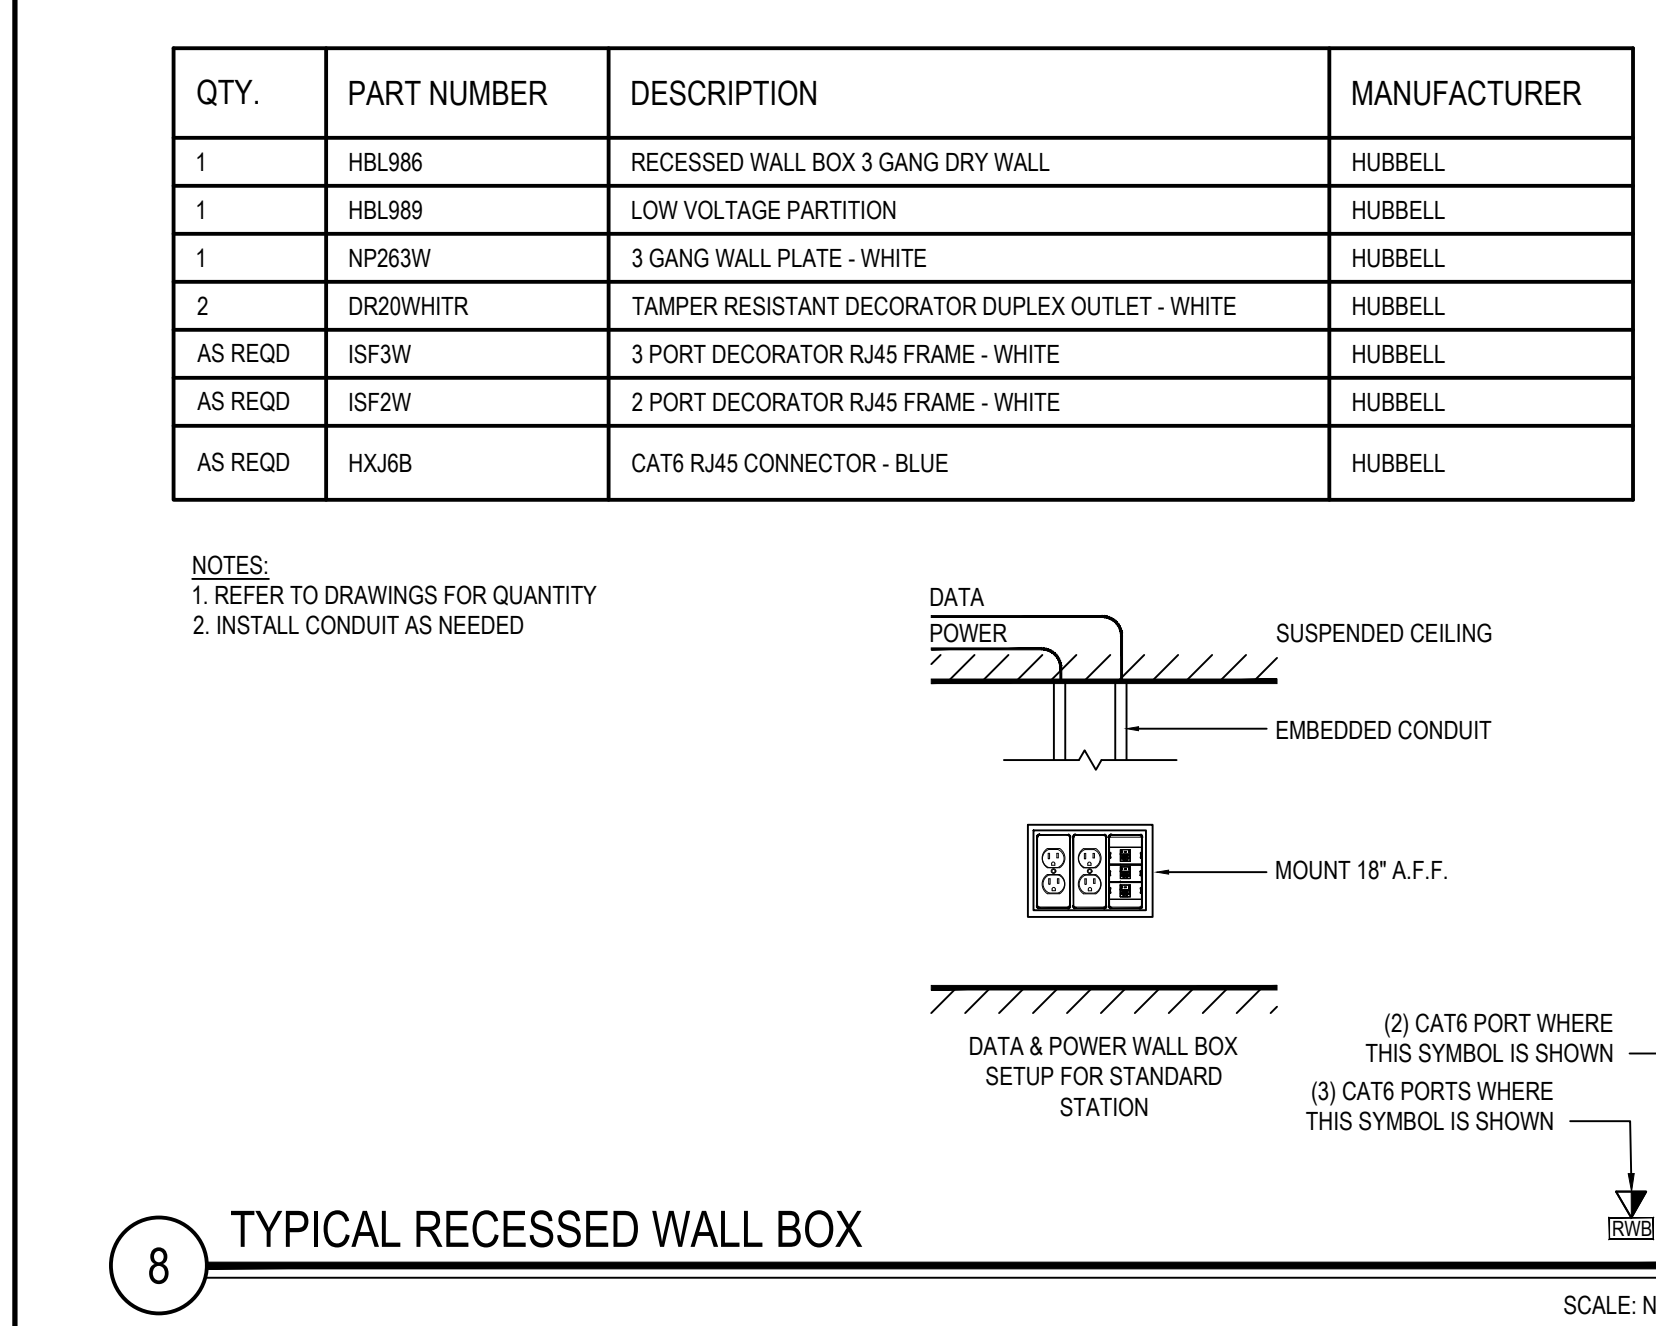 QTY. PART NUMBER DESCRIPTION MANUFACTURER
1 HBL986 RECESSED WALL BOX 3 GANG DRY WALL HUBBELL
1 HBL989 LOW VOLTAGE PARTITION HUBBELL
1 NP263W 3 GANG WALL PLATE - WHITE HUBBELL
2 DR20WHITR TAMPER RESISTANT DECORATOR DUPLEX OUTLET - WHITE HUBBELL
AS REQD ISF3W 3 PORT DECORATOR RJ45 FRAME - WHITE HUBBELL
AS REQD ISF2W 2 PORT DECORATOR RJ45 FRAME - WHITE HUBBELL
AS REQD HXJ6B CAT6 RJ45 CONNECTOR - BLUE HUBBELL
NOTES:
1. REFER TO DRAWINGS FOR QUANTITY
2. INSTALL CONDUIT AS NEEDED
DATA
POWER
SUSPENDED CEILING
EMBEDDED CONDUIT
MOUNT 18" A.F.F.
DATA & POWER WALL BOX
SETUP FOR STANDARD
STATION
(2) CAT6 PORT WHERE
THIS SYMBOL IS SHOWN
(3) CAT6 PORTS WHERE
THIS SYMBOL IS SHOWN
RWB
8
TYPICAL RECESSED WALL BOX
SCALE: N